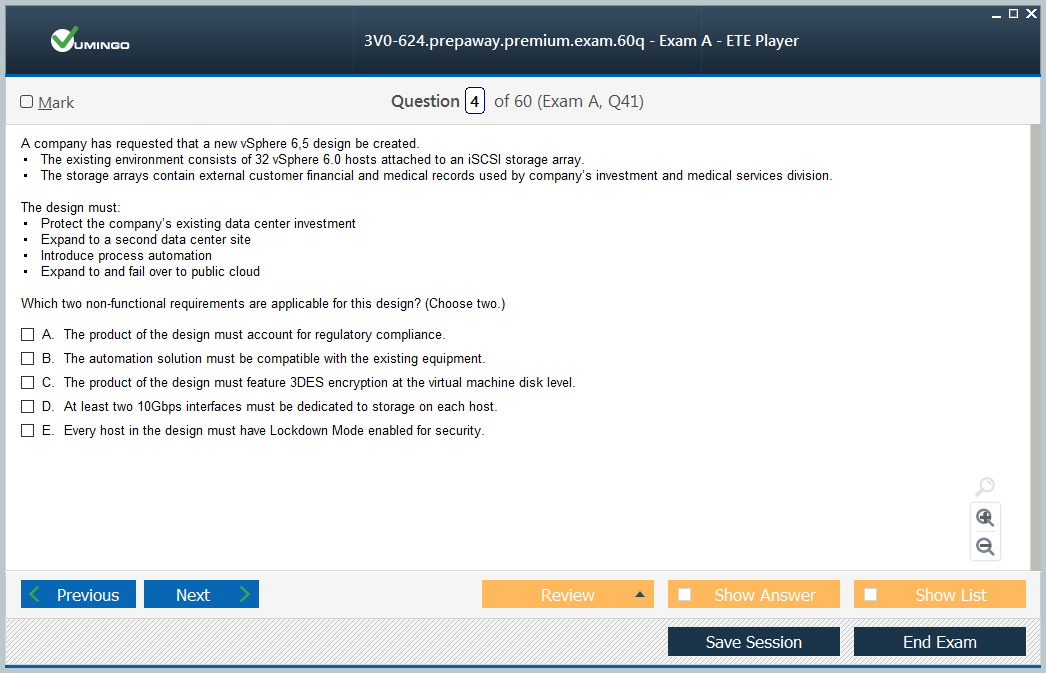 VUMINGO
3V0-624.prepaway.premium.exam.60q - Exam A - ETE Player
Mark
Question 4 of 60 (Exam A, Q41)
A company has requested that a new vSphere 6,5 design be created.
• The existing environment consists of 32 vSphere 6.0 hosts attached to an iSCSI storage array.
• The storage arrays contain external customer financial and medical records used by company's investment and medical services division.
The design must:
• Protect the company's existing data center investment
• Expand to a second data center site
• Introduce process automation
• Expand to and fail over to public cloud
Which two non-functional requirements are applicable for this design? (Choose two.)
A. The product of the design must account for regulatory compliance.
B. The automation solution must be compatible with the existing equipment.
C. The product of the design must feature 3DES encryption at the virtual machine disk level.
D. At least two 10Gbps interfaces must be dedicated to storage on each host.
E. Every host in the design must have Lockdown Mode enabled for security.
Previous Next Review Show Answer Show List
Save Session End Exam